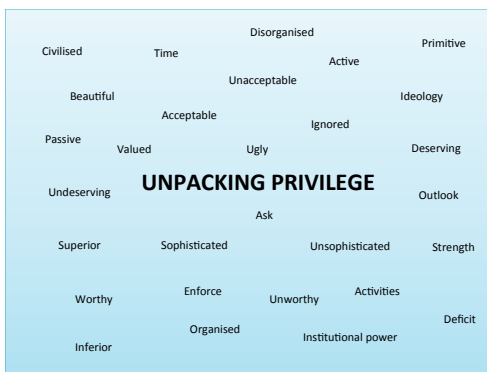 Disorganised
Primitive
Civilised
Time
Active
Unacceptable
Beautiful
Ideology
Acceptable
Ignored
Passive
Valued
Ugly
Deserving
UNPACKING PRIVILEGE
Undeserving
Outlook
Ask
Superior
Sophisticated
Unsophisticated
Strength
Enforce
Activities
Worthy
Unworthy
Deficit
Organised
Institutional power
Inferior